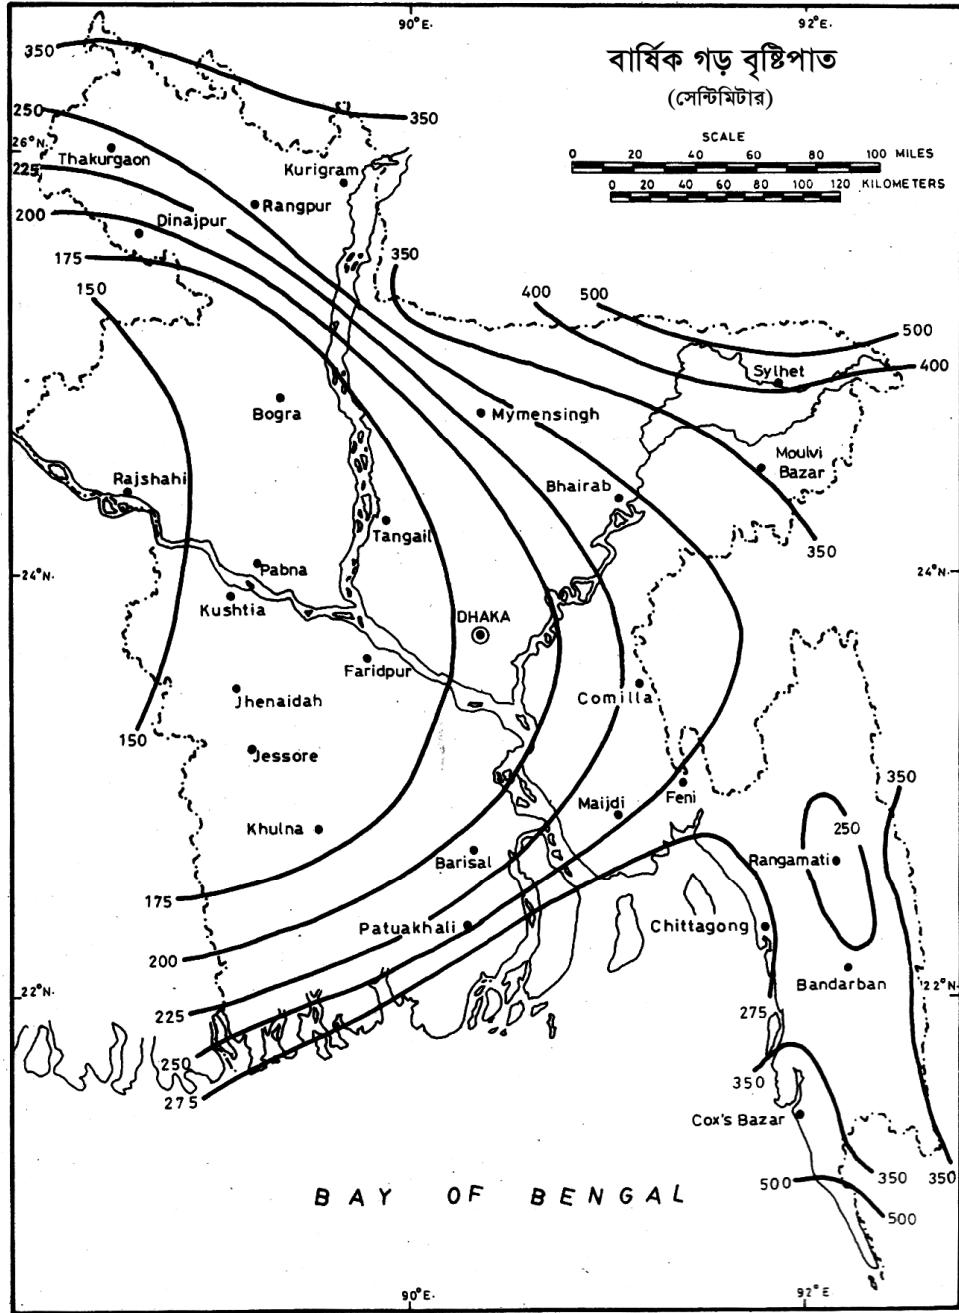 90°E.
92°E.
বার্ষিক গড় বৃষ্টিপাত
(সেন্টিমিটার)
SCALE
0 20 40 60 80 100 MILES
0 20 40 60 80 100 120 KILOMETERS
350
350
250
26°N.
Thakurgaon
225
Kurigram
Rangpur
200
Dinajpur
175
350
150
400
500
500
400
Sylhet
Bogra
Mymensingh
Moulvi
Bazar
Rajshahi
Bhairab
Tangail
350
24°N.
Pabna
24°N.
Kushtia
DHAKA
Faridpur
Jhenaidah
Comilla
150
Jessore
350
Maijdi
Feni
Khulna
250
Barisal
Rangamati
175
Patuakhali
Chittagong
200
Bandarban
22°N.
22°N.
225
275
250
350
275
Cox's Bazar
500
350
350
BAY OF BENGAL
500
90°E.
92°E